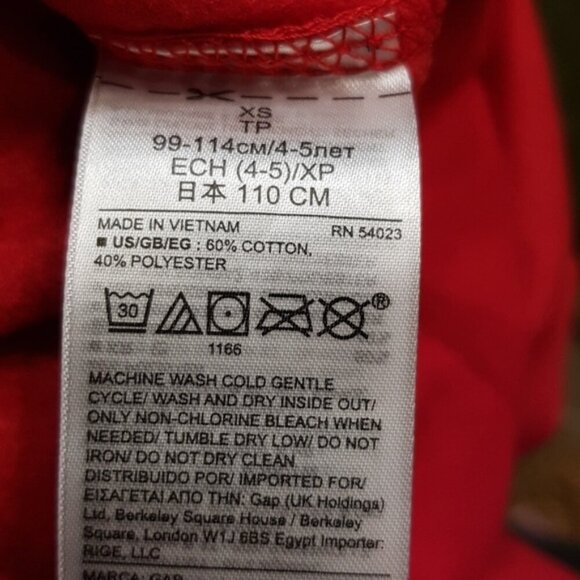 XS
TP
99-114см/4-5лет
ECH (4-5)/XP
日本 110 CM
MADE IN VIETNAM RN 54023
■ US/GB/EG : 60% COTTON,
40% POLYESTER
30 ®
1166
MACHINE WASH COLD GENTLE
CYCLE/ WASH AND DRY INSIDE OUT/
ONLY NON-CHLORINE BLEACH WHEN
NEEDED/ TUMBLE DRY LOW/ DO NOT
IRON/ DO NOT DRY CLEAN
DISTRIBUIDO POR/ IMPORTED FOR/
ΕΙΣΑΓΕΤΑΙ ΑΠΟ ΤΗΝ: Gap (UK Holdings)
Ltd, Berkeley Square House / Berkeley
Square, London W1J 6BS Egypt Importer:
RIGE, LLC
MARCA: GAP